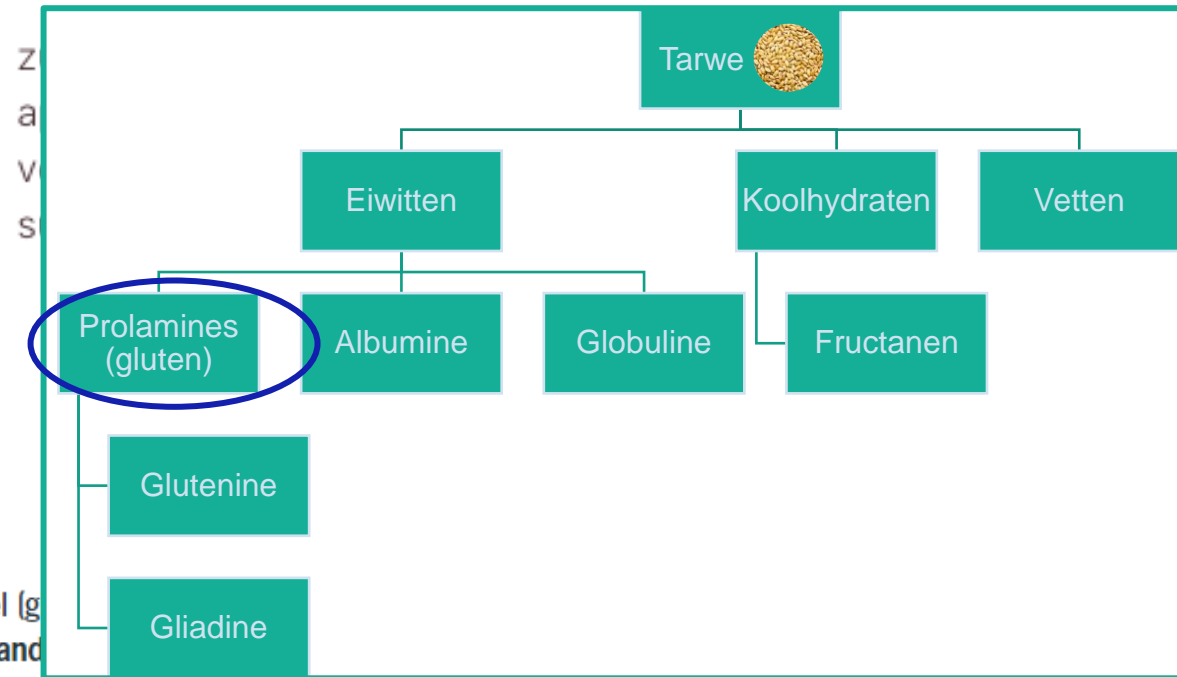 Tarwe
Eiwitten
Koolhydraten
Vetten
Prolamines
(gluten)
Albumine
Globuline
Fructanen
Glutenine
Gliadine